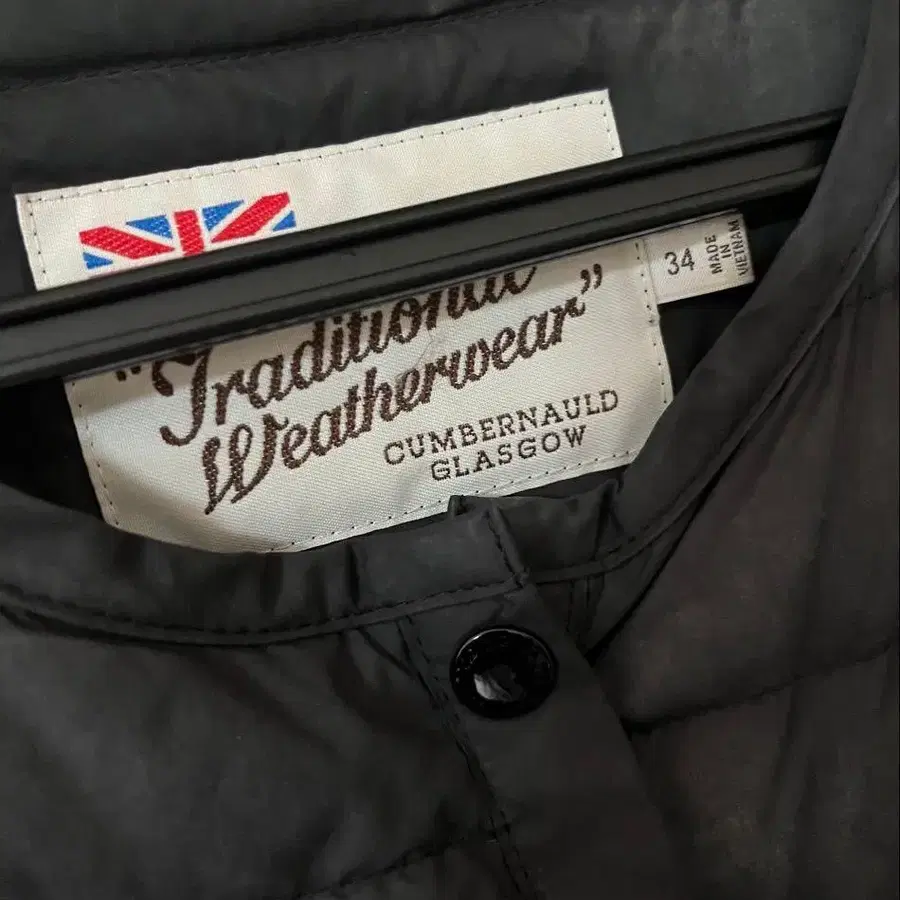 "Traditional
Weatherwear"
CUMBERNAULD
GLASGOW
34
MADE
IN
VIETNAM